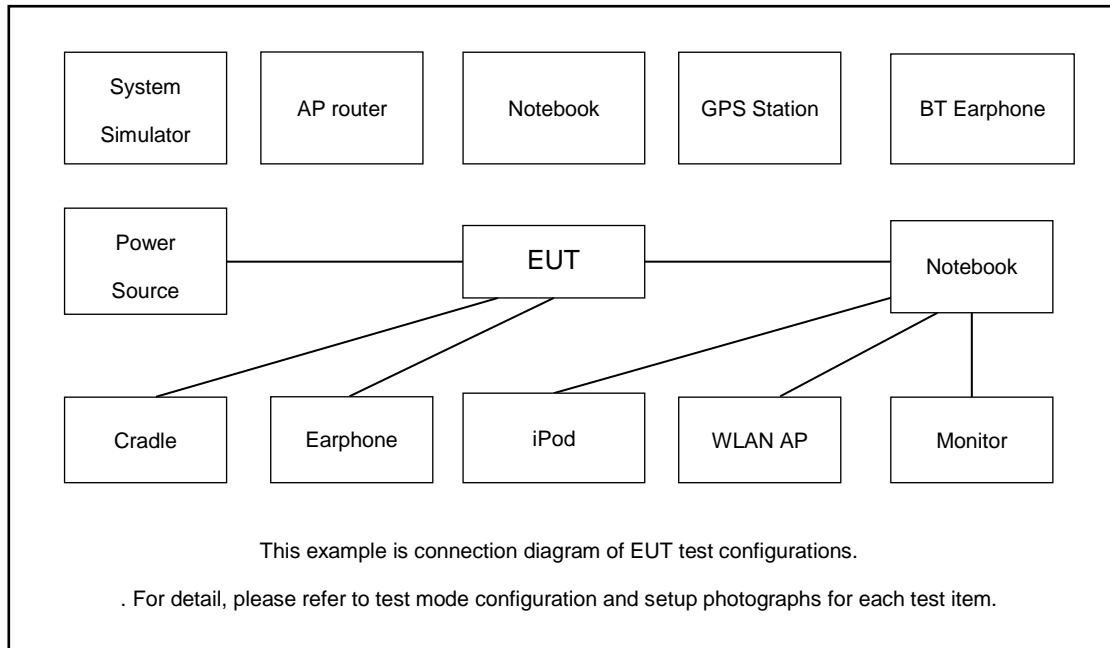 System
Simulator
AP router
Notebook
GPS Station
BT Earphone
Power
Source
EUT
Notebook
Cradle
Earphone
iPod
WLAN AP
Monitor
This example is connection diagram of EUT test configurations.
. For detail, please refer to test mode configuration and setup photographs for each test item.